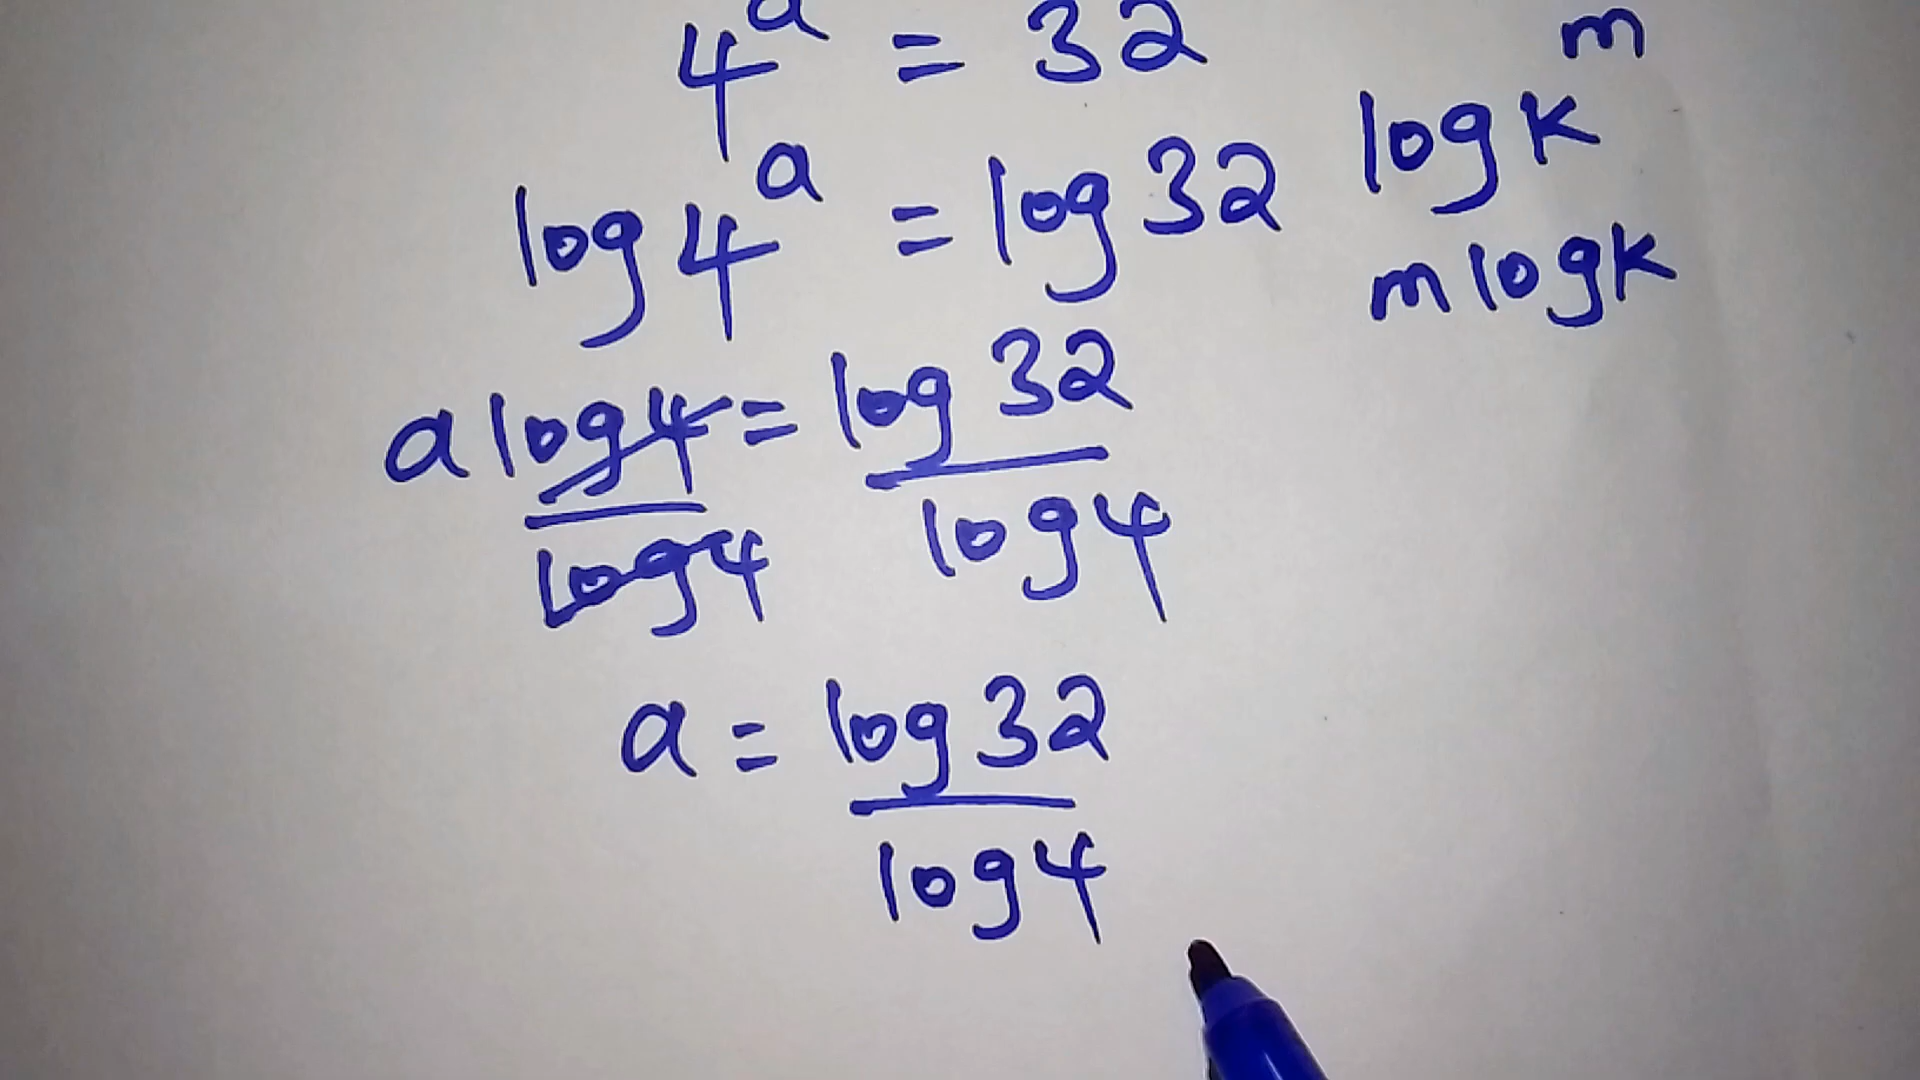 4^a = 32
log 4^a = log 32
a log 4 / log 4 = log 32 / log 4
a = log 32 / log 4
log k^m
m log k